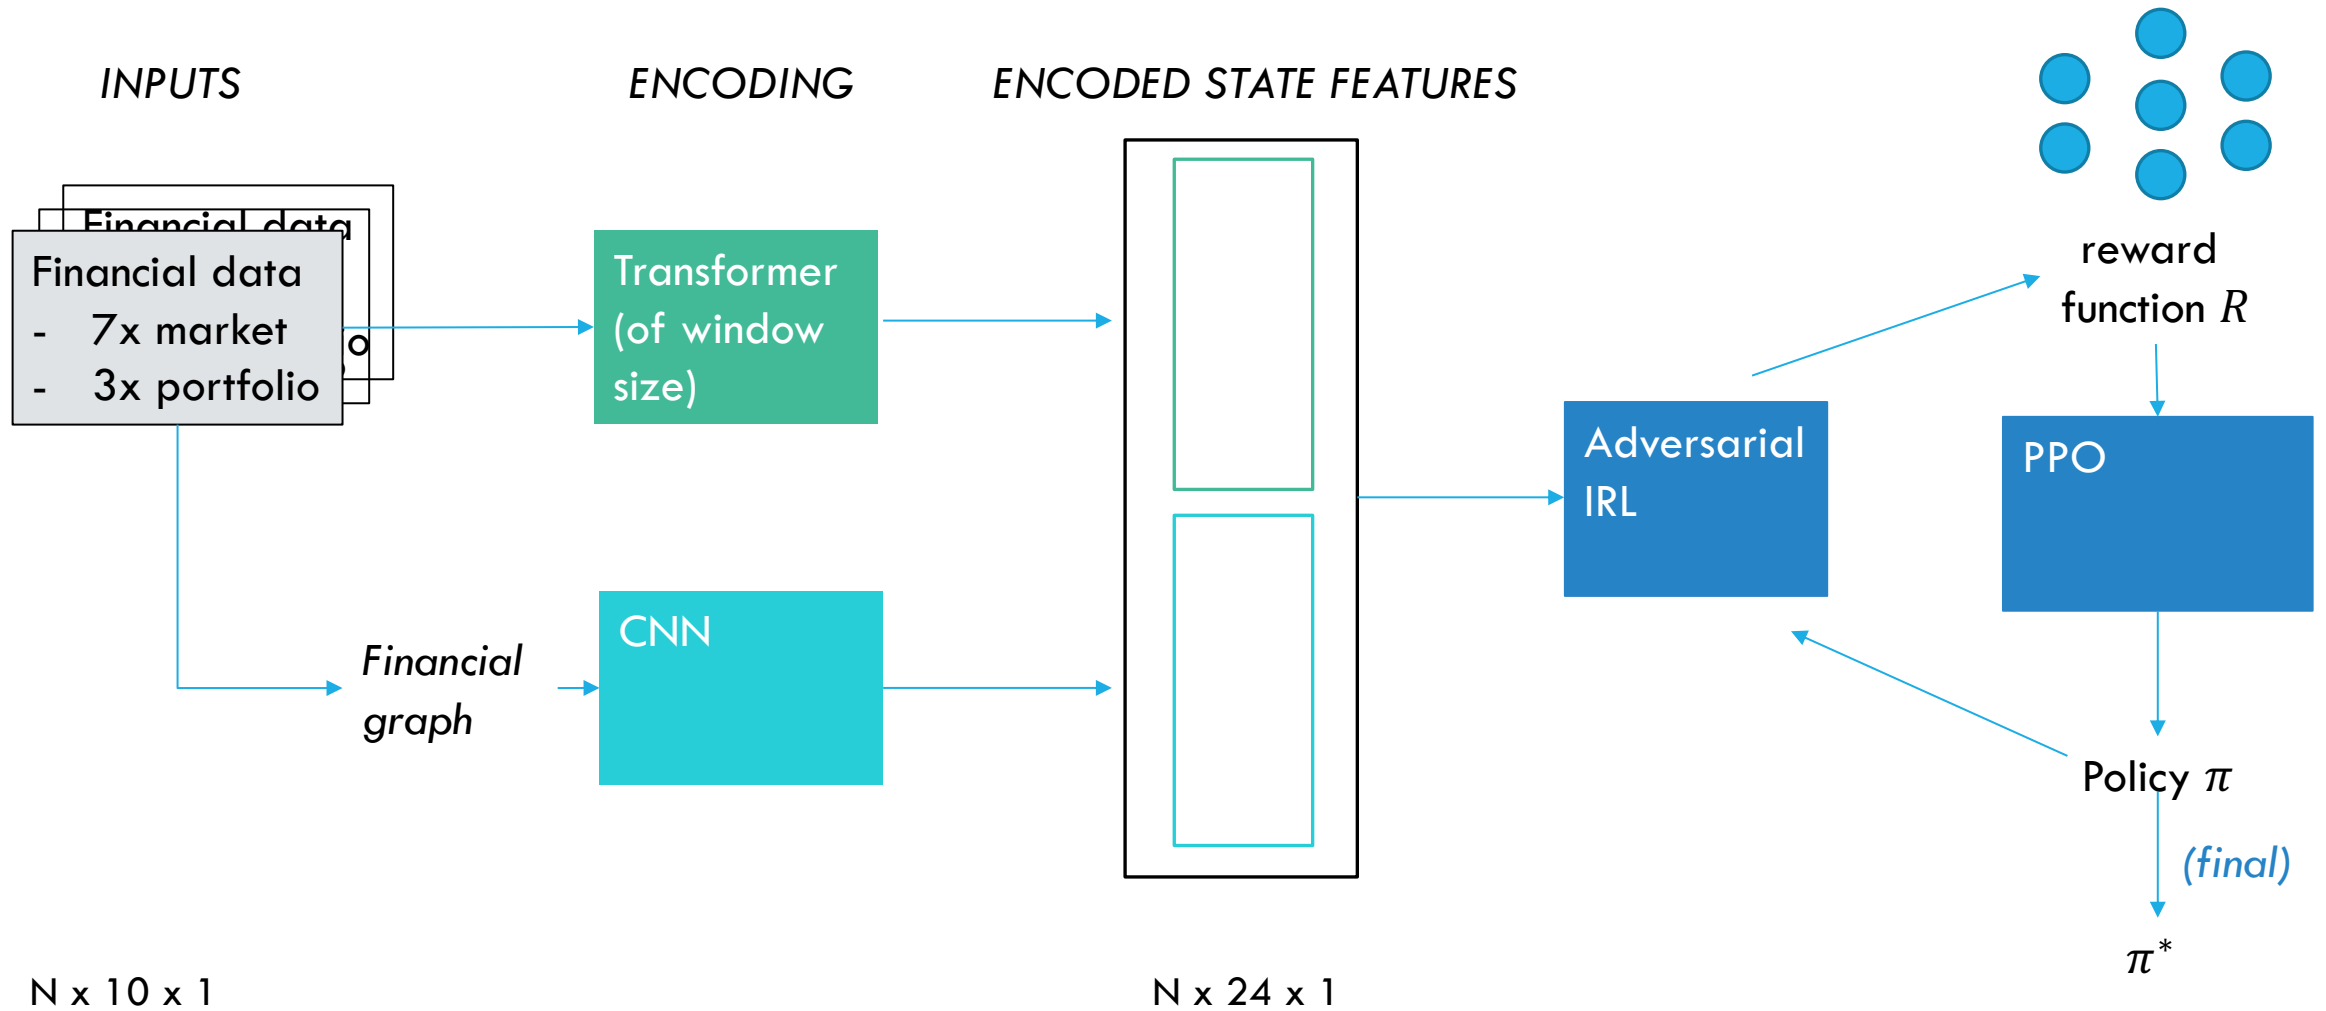 INPUTS
ENCODING
ENCODED STATE FEATURES
Financial data
Financial data
- 7x market
- 3x portfolio
o
Transformer
(of window
size)
reward
function R
Adversarial
IRL
PPO
CNN
Financial
graph
Policy π
(final)
π*
N x 10 x 1
N x 24 x 1